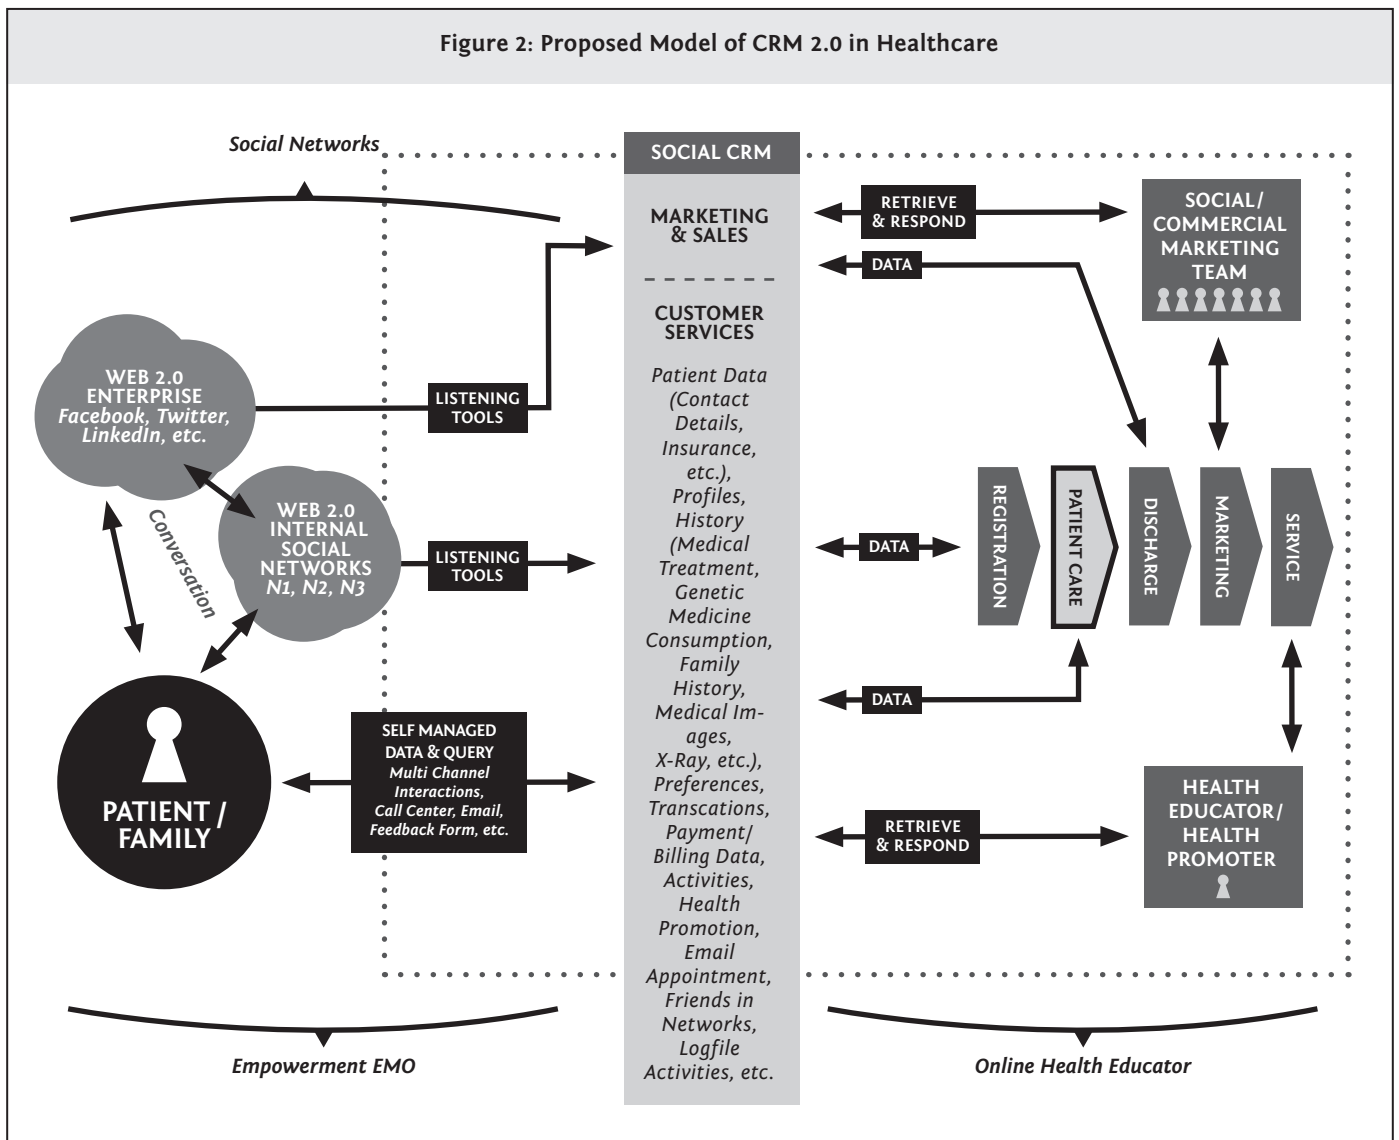 Figure 2: Proposed Model of CRM 2.0 in Healthcare
Social Networks
WEB 2.0
ENTERPRISE
Facebook, Twitter,
LinkedIn, etc.
Conversation
WEB 2.0
INTERNAL
SOCIAL
NETWORKS
N1, N2, N3
PATIENT /
FAMILY
LISTENING
TOOLS
LISTENING
TOOLS
SELF MANAGED
DATA & QUERY
Multi Channel
Interactions,
Call Center, Email,
Feedback Form, etc.
Empowerment EMO
SOCIAL CRM
MARKETING
& SALES
CUSTOMER
SERVICES
Patient Data
(Contact
Details,
Insurance,
etc.),
Profiles,
History
(Medical
Treatment,
Genetic
Medicine
Consumption,
Family
History,
Medical Im-
ages,
X-Ray, etc.),
Preferences,
Transcations,
Payment/
Billing Data,
Activities,
Health
Promotion,
Email
Appointment,
Friends in
Networks,
Logfile
Activities, etc.
RETRIEVE
& RESPOND
DATA
DATA
DATA
RETRIEVE
& RESPOND
SOCIAL/
COMMERCIAL
MARKETING
TEAM
REGISTRATION
PATIENT CARE
DISCHARGE
MARKETING
SERVICE
HEALTH
EDUCATOR/
HEALTH
PROMOTER
Online Health Educator